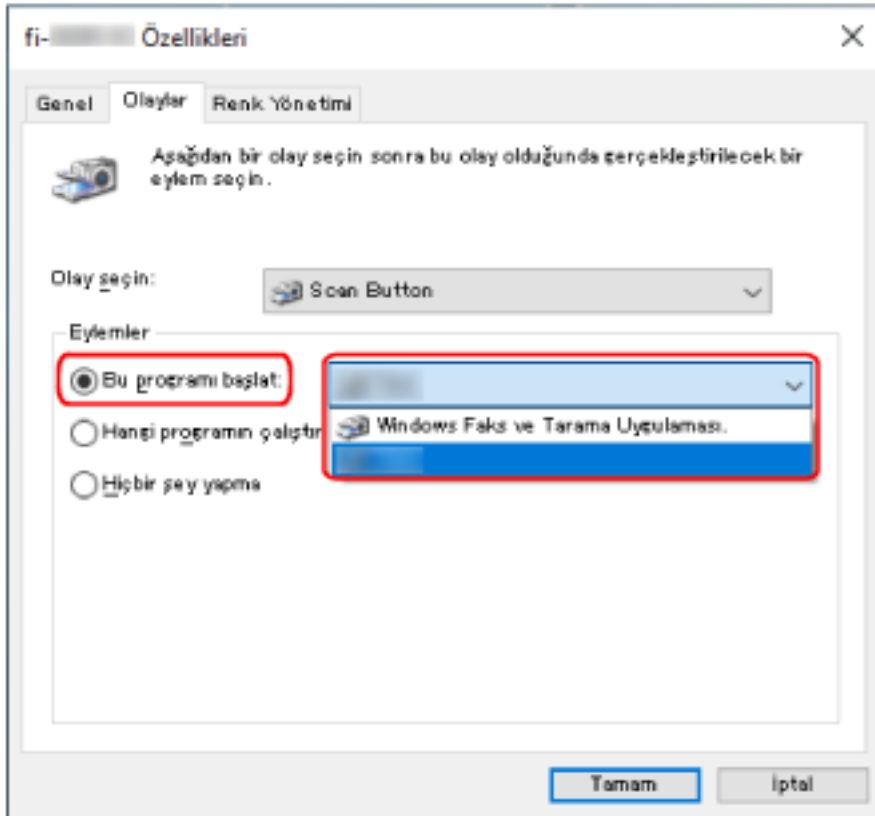 fi- Özellikleri
Genel Olaylar Renk Yönetimi
Aşağıdan bir olay seçin sonra bu olay olduğunda gerçekleştirilecek bir
eylem seçin.
Olay seçin: Scan Button
Eylemler
Bu programı başlat:
Hangi programın çalıştır Windows Faks ve Tarama Uygulaması.
Hiçbir şey yapma
Tamam İptal